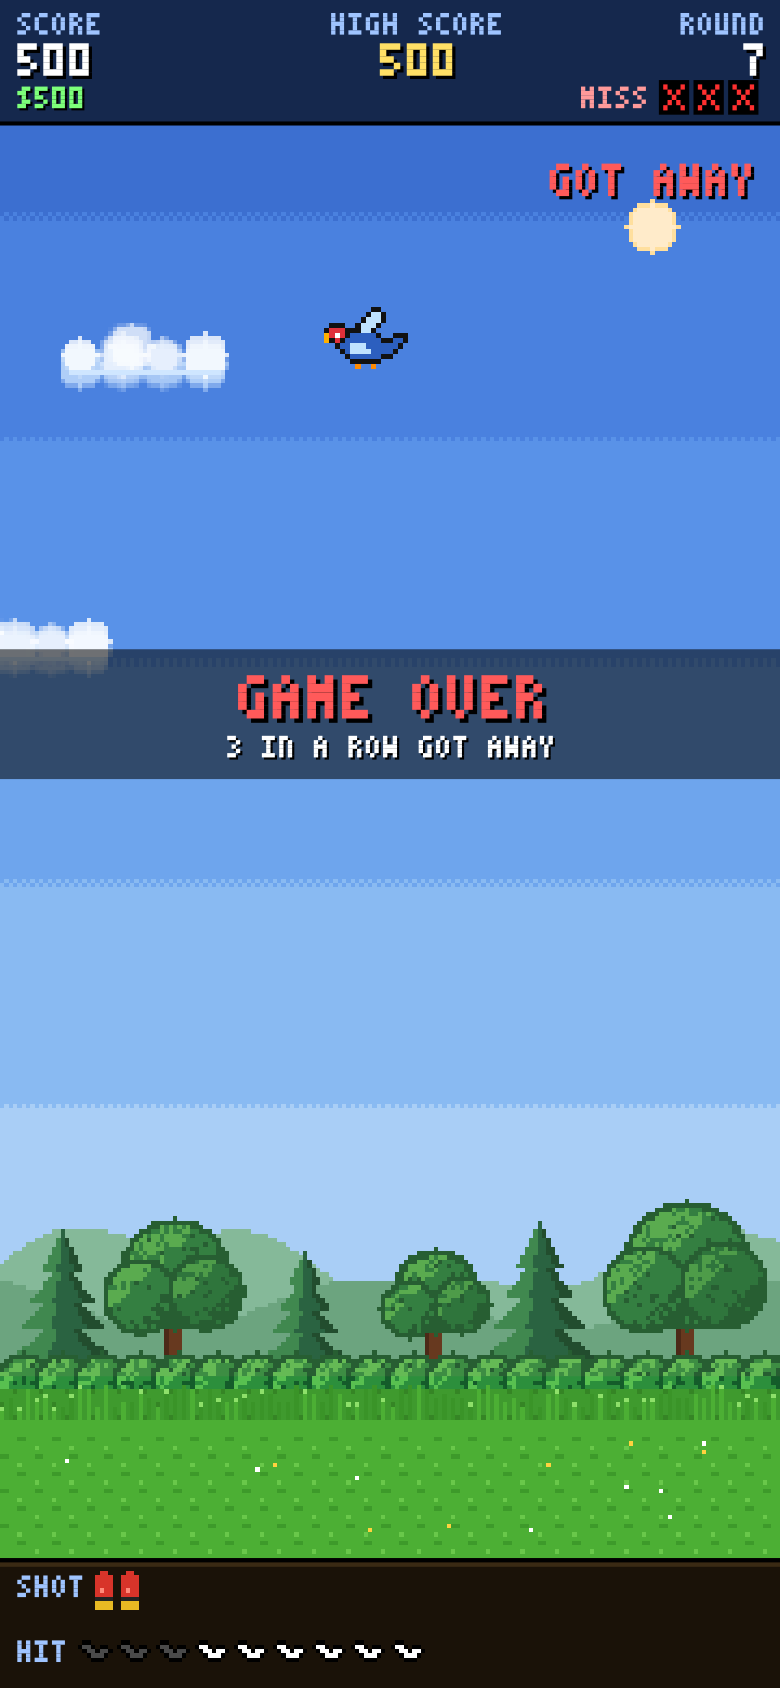 SCORE
500
$500
HIGH SCORE
500
ROUND
7
MISS X X X
GOT AWAY
GAME OVER
3 IN A ROW GOT AWAY
SHOT
HIT